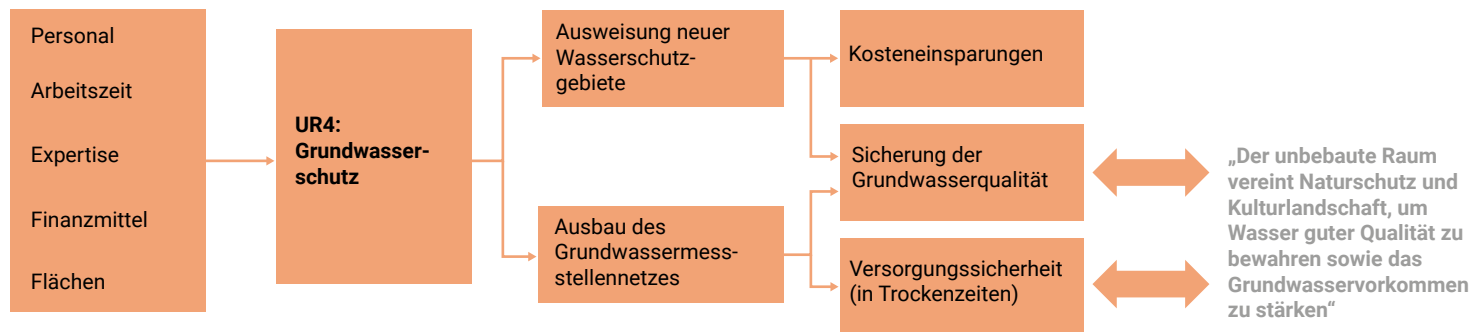 Personal
Arbeitszeit
Expertise
Finanzmittel
Flächen
UR4:
Grundwasser-
schutz
Ausweisung neuer
Wasserschutz-
gebiete
Ausbau des
Grundwassermess-
stellennetzes
Kosteneinsparungen
Sicherung der
Grundwasserqualität
Versorgungssicherheit
(in Trockenzeiten)
„Der unbebaute Raum
vereint Naturschutz und
Kulturlandschaft, um
Wasser guter Qualität zu
bewahren sowie das
Grundwasservorkommen
zu stärken“